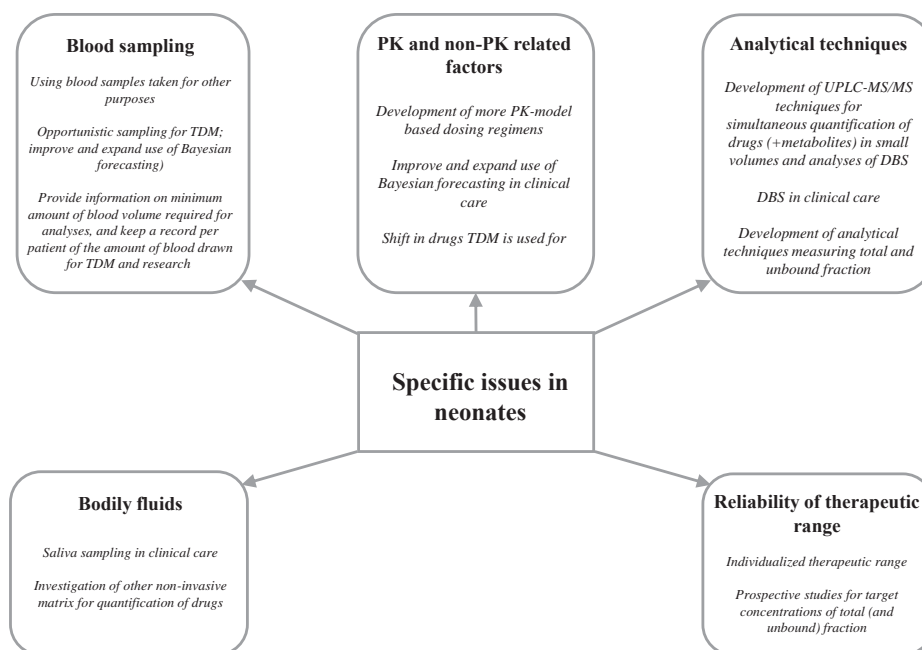 Blood sampling
Using blood samples taken for other
purposes
Opportunistic sampling for TDM;
improve and expand use of Bayesian
forecasting)
Provide information on minimum
amount of blood volume required for
analyses, and keep a record per
patient of the amount of blood drawn
for TDM and research
PK and non-PK related
factors
Development of more PK-model
based dosing regimens
Improve and expand use of
Bayesian forecasting in clinical
care
Shift in drugs TDM is used for
Analytical techniques
Development of UPLC-MS/MS
techniques for
simultaneous quantification of
drugs (+metabolites) in small
volumes and analyses of DBS
DBS in clinical care
Development of analytical
techniques measuring total and
unbound fraction
Specific issues in
neonates
Bodily fluids
Saliva sampling in clinical care
Investigation of other non-invasive
matrix for quantification of drugs
Reliability of therapeutic
range
Individualized therapeutic range
Prospective studies for target
concentrations of total (and
unbound) fraction